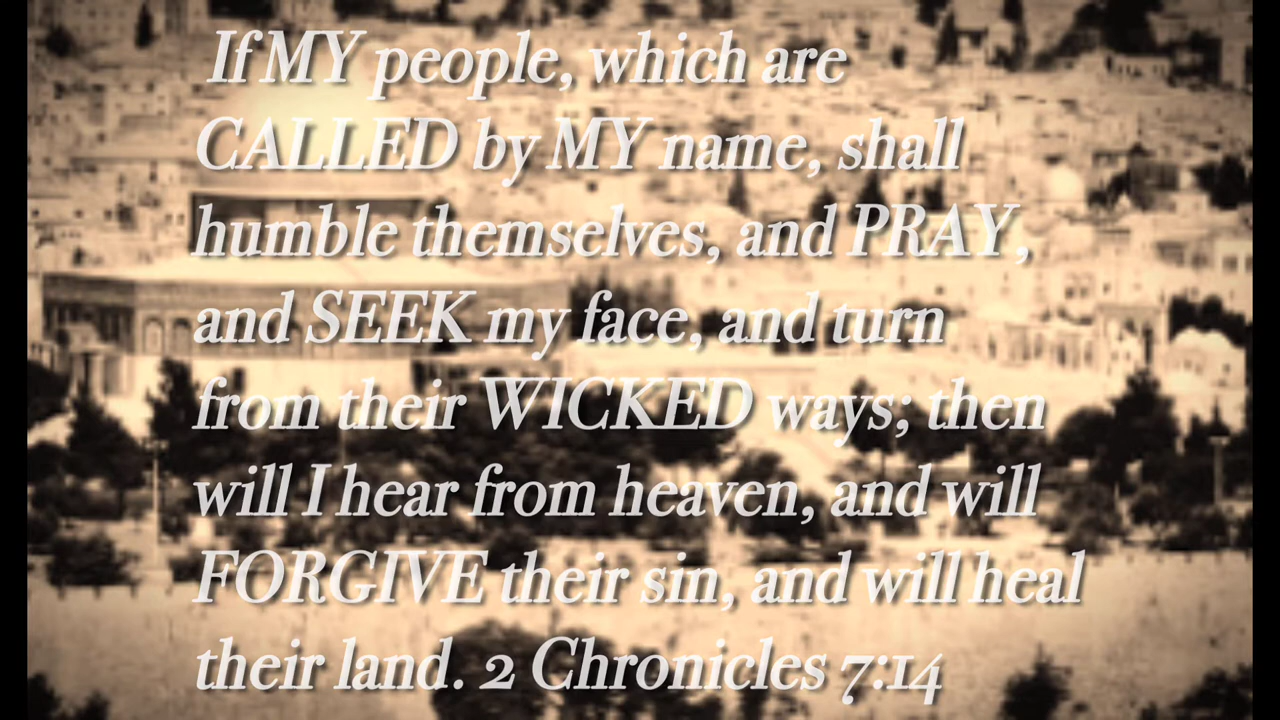 If MY people, which are
CALLED by MY name, shall
humble themselves, and PRAY,
and SEEK my face, and turn
from their WICKED ways; then
will I hear from heaven, and will
FORGIVE their sin, and will heal
their land. 2 Chronicles 7:14